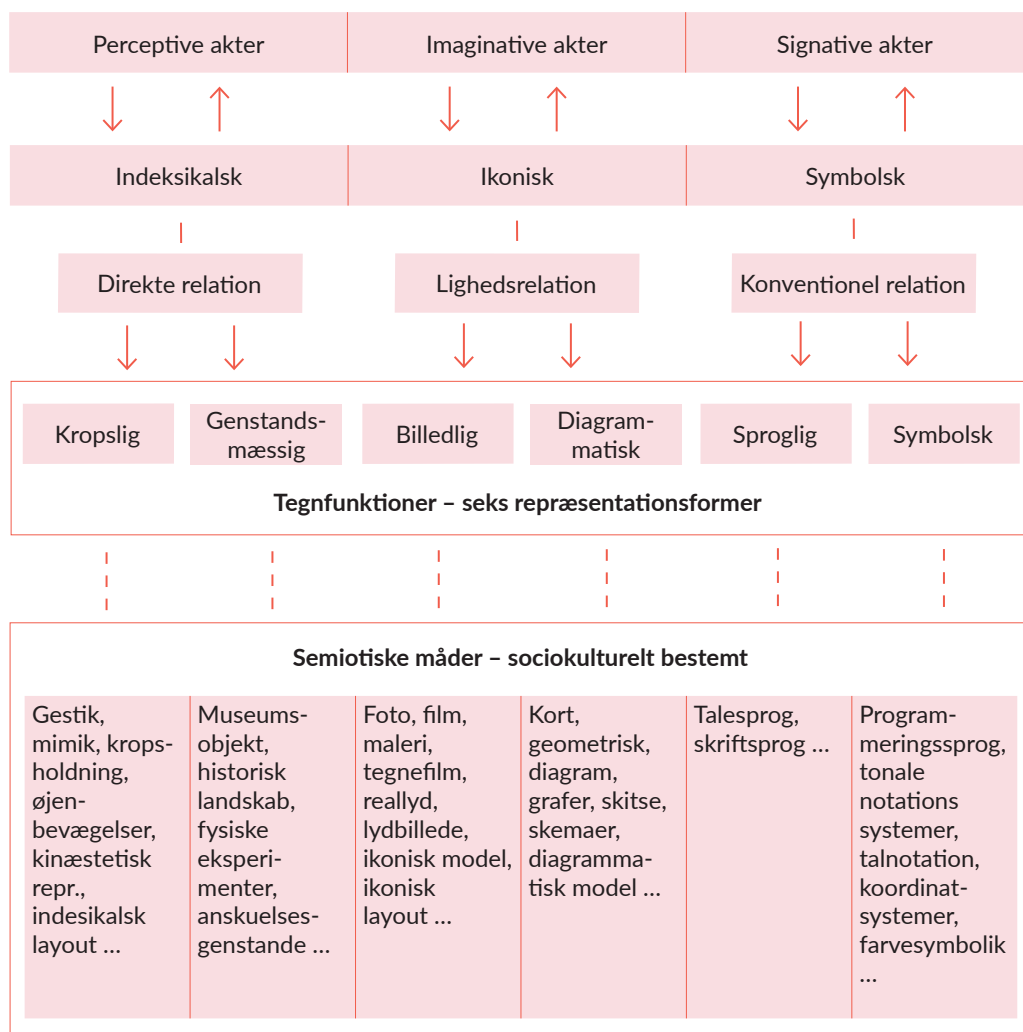 Perceptive akter
Imaginative akter
Signative akter
Indeksikalsk
Ikonisk
Symbolsk
Direkte relation
Lighedsrelation
Konventionel relation
Kropslig
Genstands-
mæssig
Billedlig
Diagram-
matisk
Sproglig
Symbolsk
Tegnfunktioner – seks repræsentationsformer
Semiotiske måder – sociokulturelt bestemt
Gestik,
mimik, krops-
holdning,
øjen-
bevægelser,
kinæstetisk
repr.,
indesikalsk
layout ...
Museums-
objekt,
historisk
landskab,
fysiske
eksperi-
menter,
anskuelses-
genstande ...
Foto, film,
maleri,
tegnefilm,
reallyd,
lydbillede,
ikonisk model,
ikonisk
layout ...
Kort,
geometrisk,
diagram,
grafer, skitse,
skemaer,
diagramma-
tisk model ...
Talesprog,
skriftsprog ...
Program-
meringssprog,
tonale
notations
systemer,
talnotation,
koordinat-
systemer,
farvesymbolik
...